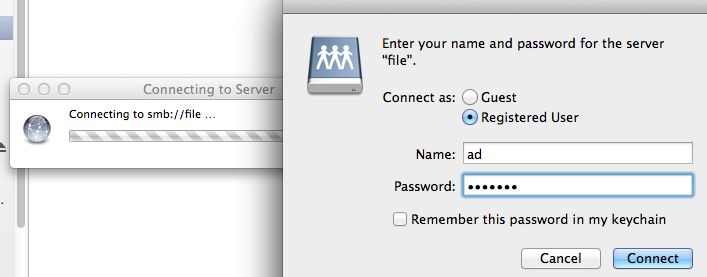 Connecting to Server
Connecting to smb://file ...
Enter your name and password for the server
“file”.
Connect as:
Guest
Registered User
Name: ad
Password: •••••••
Remember this password in my keychain
Cancel
Connect